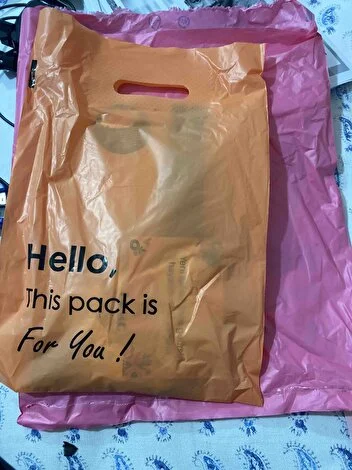 Hello,
This pack is
For You !